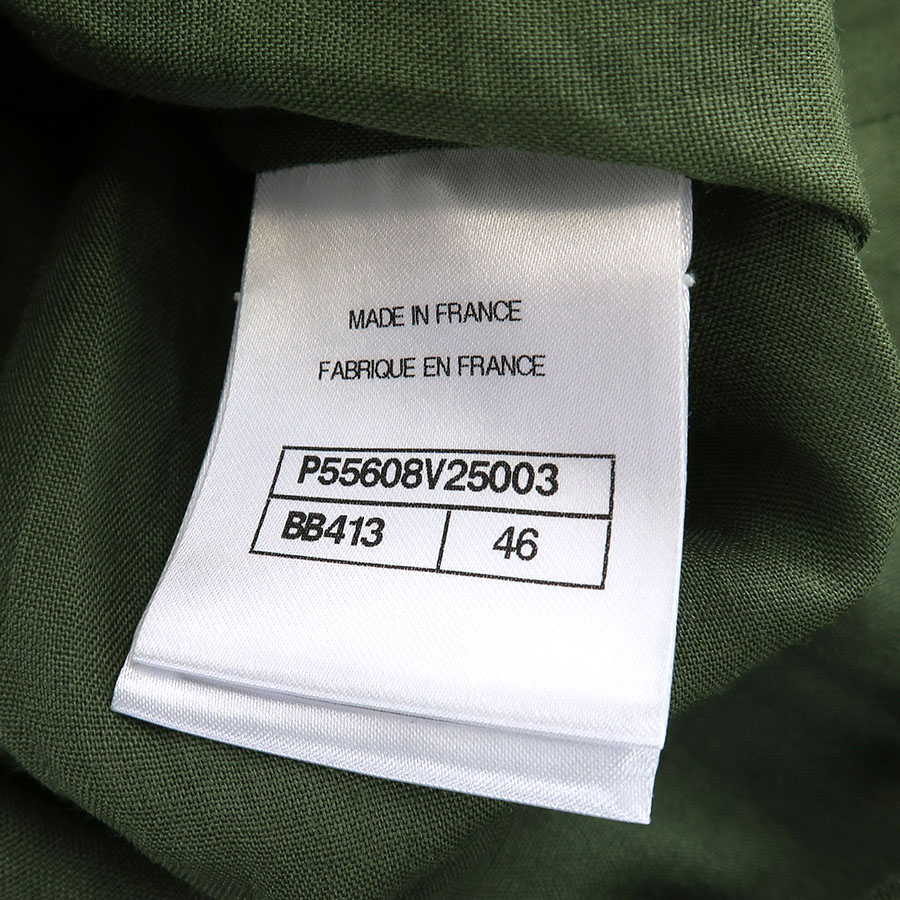 MADE IN FRANCE
FABRIQUE EN FRANCE
P55608V25003
BB413 46